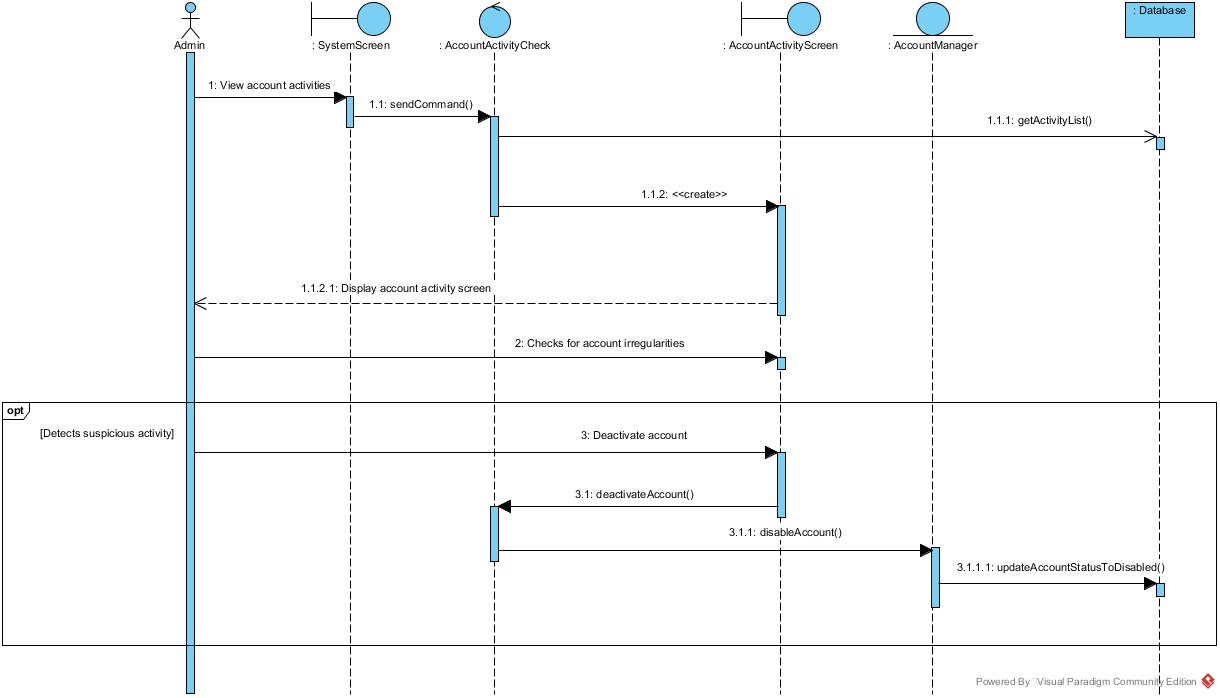 : Database
Admin
: SystemScreen
: AccountActivityCheck
: AccountActivityScreen
: AccountManager
1: View account activities
1.1: sendCommand()
1.1.1: getActivityList()
1.1.2: <<create>>
1.1.2.1: Display account activity screen
2: Checks for account irregularities
opt
[Detects suspicious activity]
3: Deactivate account
3.1: deactivateAccount()
3.1.1: disableAccount()
3.1.1.1: updateAccountStatusToDisabled()
Powered By Visual Paradigm Community Edition